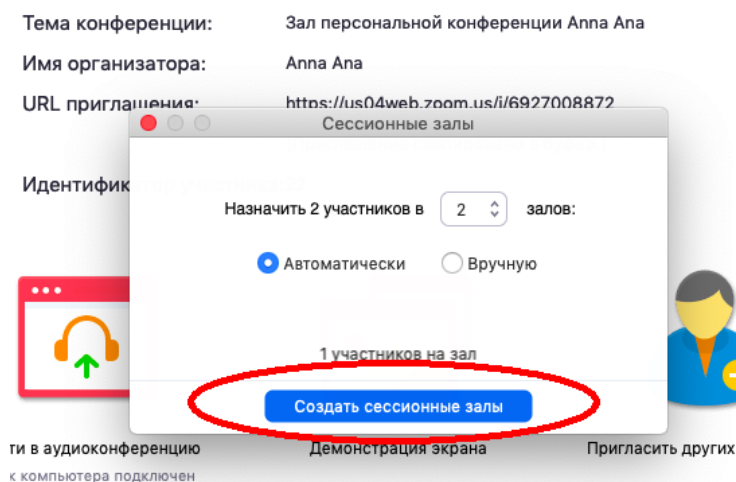 Тема конференции: Зал персональной конференции Anna Ana
Имя организатора: Anna Ana
URL приглашения: https://us04web.zoom.us/j/6927008872
Сессионные залы
Идентифик
Назначить 2 участников в 2 залов:
Автоматически Вручную
1 участников на зал
Создать сессионные залы
ти в аудиоконференцию Демонстрация экрана Пригласить других
к компьютера подключен